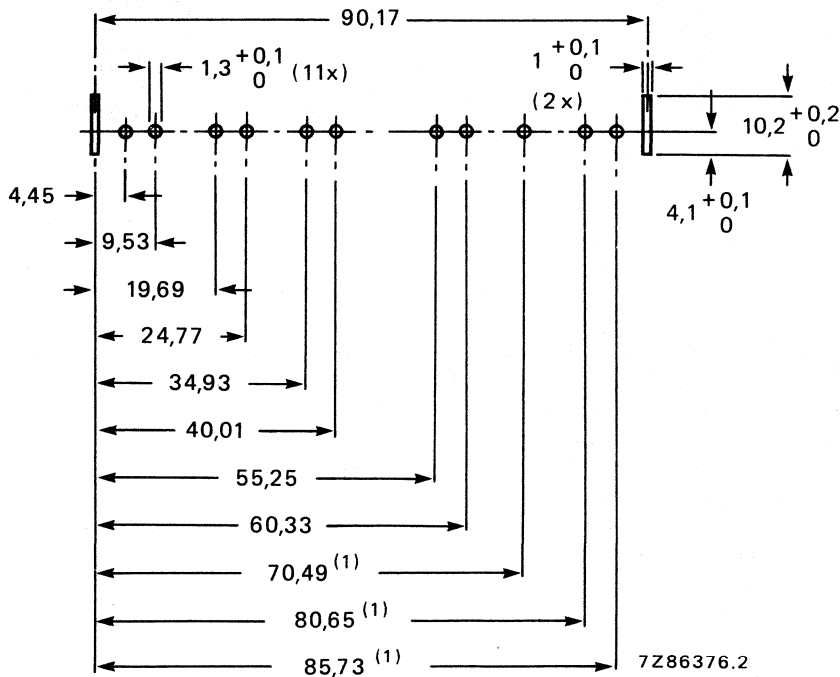 90,17
1,3 +0,1 0 (11x)
1 +0,1 0
(2x)
10,2 +0,2 0
4,1 +0,1 0
4,45
9,53
19,69
24,77
34,93
40,01
55,25
60,33
70,49 (1)
80,65 (1)
85,73 (1)
7Z86376.2